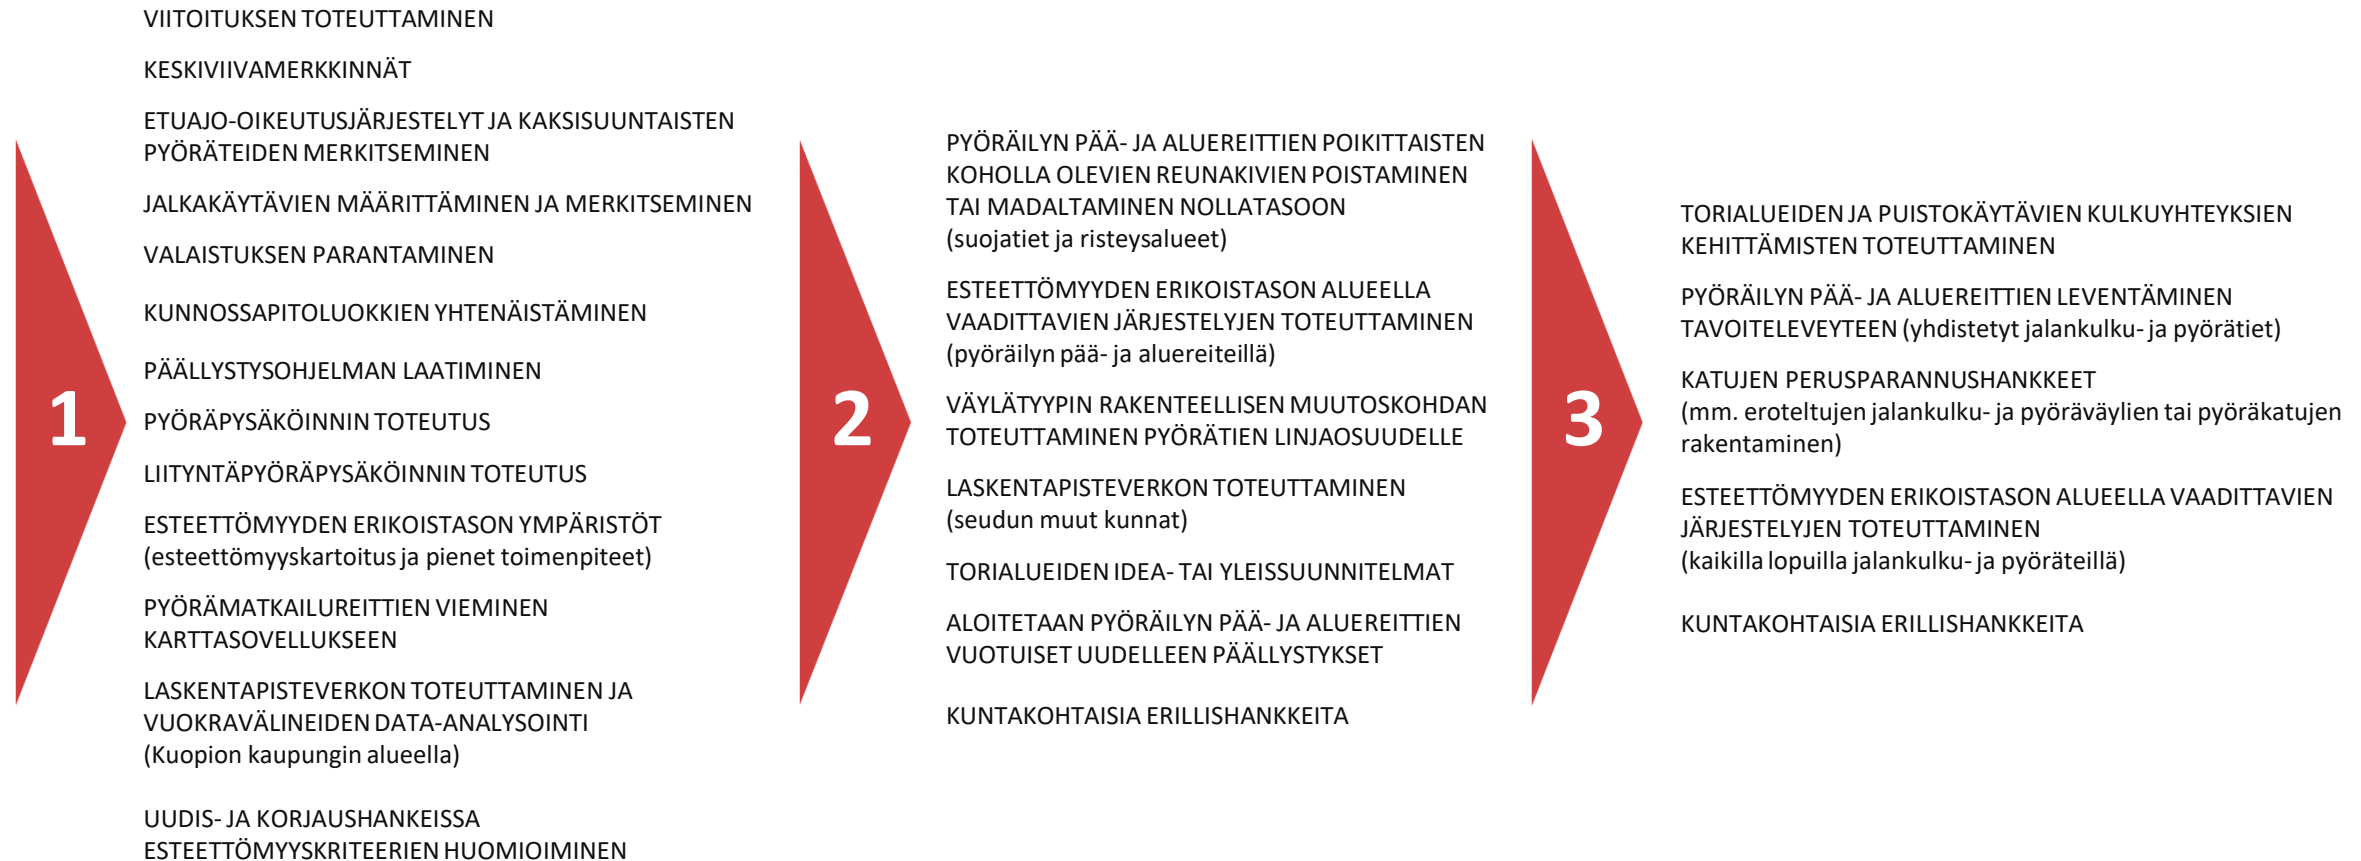 1
VIITOITUKSEN TOTEUTTAMINEN
KESKIVIIVAMERKKINNÄT
ETUAJO-OIKEUTUSJÄRJESTELYT JA KAKSISUUNTAISTEN
PYÖRÄTEIDEN MERKITSEMINEN
JALKAKÄYTÄVIEN MÄÄRITTÄMINEN JA MERKITSEMINEN
VALAISTUKSEN PARANTAMINEN
KUNNOSSAPITOLUOKKIEN YHTENÄISTÄMINEN
PÄÄLLYSTYSOHJELMAN LAATIMINEN
PYÖRÄPYSÄKÖINNIN TOTEUTUS
LIITYNTÄPYÖRÄPYSÄKÖINNIN TOTEUTUS
ESTEETTÖMYYDEN ERIKOISTASON YMPÄRISTÖT
(esteettömyyskartoitus ja pienet toimenpiteet)
PYÖRÄMATKAILUREITTIEN VIEMINEN
KARTTASOVELLUKSEEN
LASKENTAPISTEVERKON TOTEUTTAMINEN JA
VUOKRAVÄLINEIDEN DATA-ANALYSOINTI
(Kuopion kaupungin alueella)
UUDIS- JA KORJAUSHANKEISSA
ESTEETTÖMYYSKRITEERIEN HUOMIOIMINEN
2
PYÖRÄILYN PÄÄ- JA ALUEREITTIEN POIKITTAISTEN
KOHOLLA OLEVIEN REUNAKIVIEN POISTAMINEN
TAI MADALTAMINEN NOLLATASOON
(suojatiet ja risteysalueet)
ESTEETTÖMYYDEN ERIKOISTASON ALUEELLA
VAADITTAVIEN JÄRJESTELYJEN TOTEUTTAMINEN
(pyöräilyn pää- ja aluereiteillä)
VÄYLÄTYYPIN RAKENTEELLISEN MUUTOSKOHDAN
TOTEUTTAMINEN PYÖRÄTIEN LINJAOSUUDELLE
LASKENTAPISTEVERKON TOTEUTTAMINEN
(seudun muut kunnat)
TORIALUEIDEN IDEA- TAI YLEISSUUNNITELMAT
ALOITETAAN PYÖRÄILYN PÄÄ- JA ALUEREITTIEN
VUOTUISET UUDELLEEN PÄÄLLYSTYKSET
KUNTAKOHTAISIA ERILLISHANKKEITA
3
TORIALUEIDEN JA PUISTOKÄYTÄVIEN KULKUYHTEYKSIEN
KEHITTÄMISTEN TOTEUTTAMINEN
PYÖRÄILYN PÄÄ- JA ALUEREITTIEN LEVENTÄMINEN
TAVOITELEVEYTEEN (yhdistetyt jalankulku- ja pyörätiet)
KATUJEN PERUSPARANNUSHANKKEET
(mm. eroteltujen jalankulku- ja pyöräväylien tai pyöräkatujen
rakentaminen)
ESTEETTÖMYYDEN ERIKOISTASON ALUEELLA VAADITTAVIEN
JÄRJESTELYJEN TOTEUTTAMINEN
(kaikilla lopuilla jalankulku- ja pyöräteillä)
KUNTAKOHTAISIA ERILLISHANKKEITA